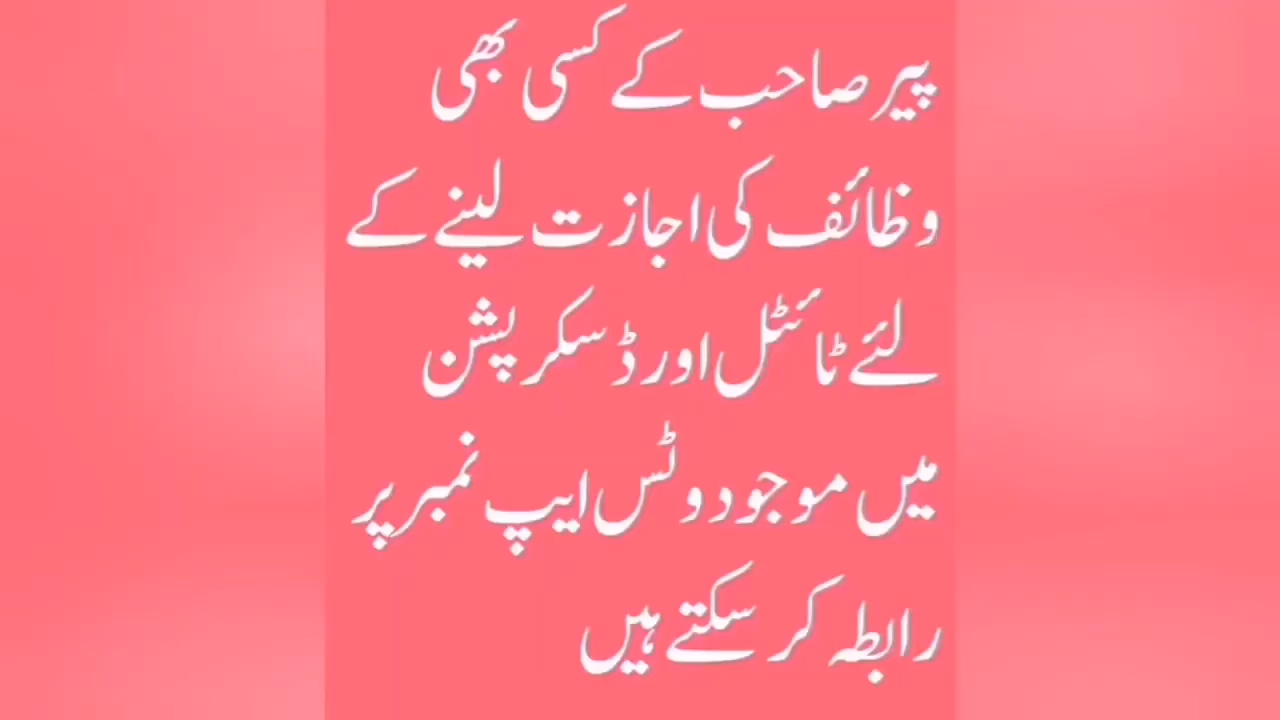 پیر صاحب کے کسی بھی
وظائف کی اجازت لینے کے
لئے ٹائٹل اور ڈسکرپشن
میں موجود وٹس ایپ نمبر پر
رابطہ کر سکتے ہیں